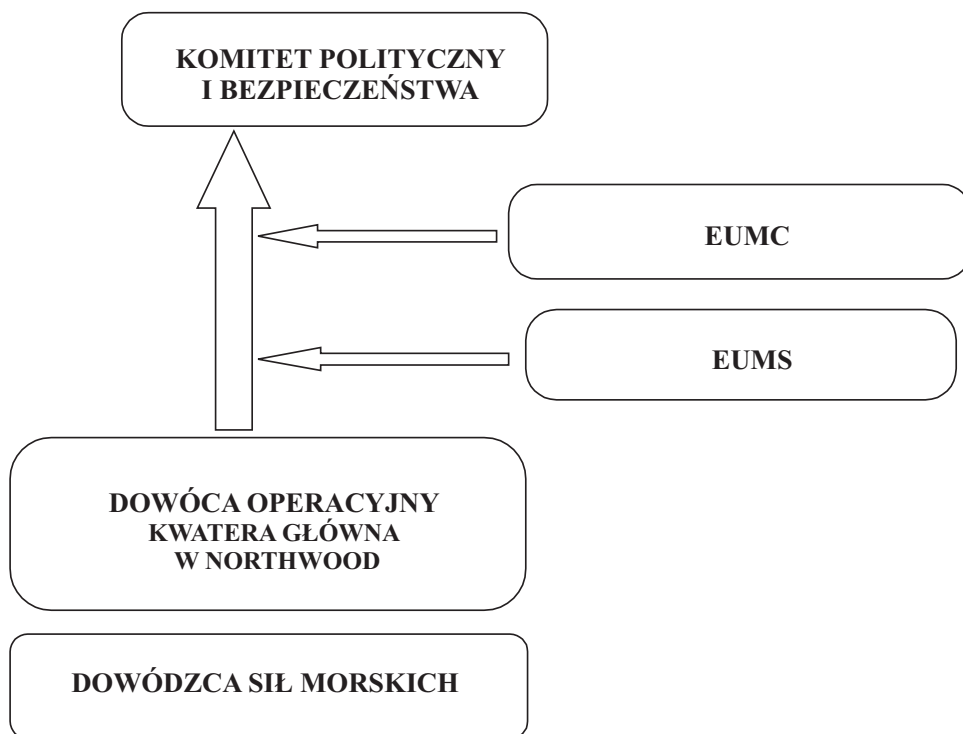 KOMITET POLITYCZNY
I BEZPIECZEŃSTWA
EUMC
EUMS
DOWÓCA OPERACYJNY
KWATERA GŁÓWNA
W NORTHWOOD
DOWÓDZCA SIŁ MORSKICH